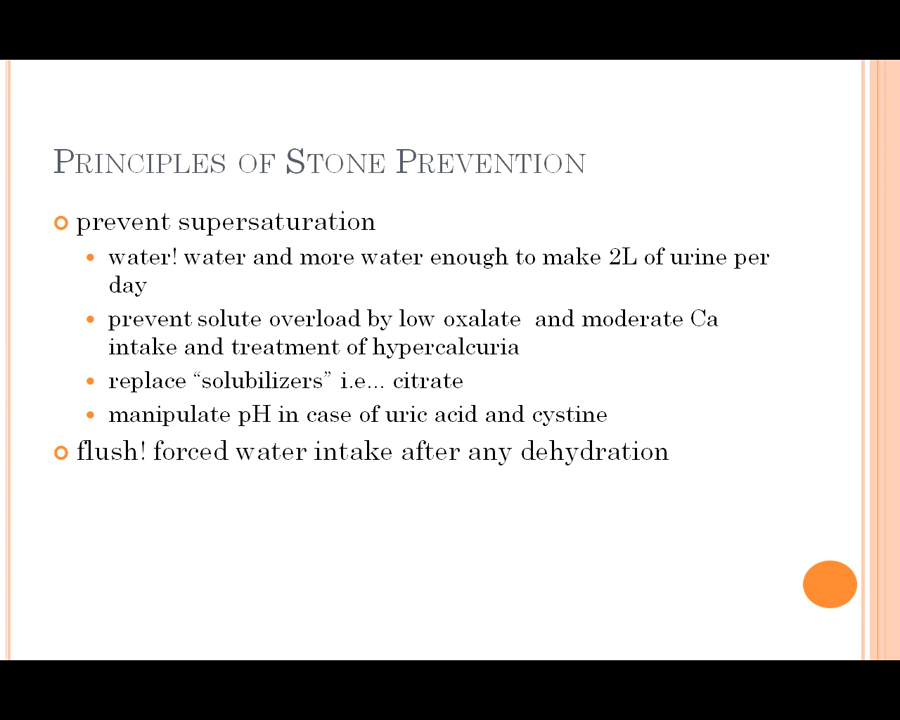 Principles of Stone Prevention
prevent supersaturation
water! water and more water enough to make 2L of urine per
day
prevent solute overload by low oxalate  and moderate Ca
intake and treatment of hypercalcuria
replace “solubilizers” i.e... citrate
manipulate pH in case of uric acid and cystine
flush! forced water intake after any dehydration